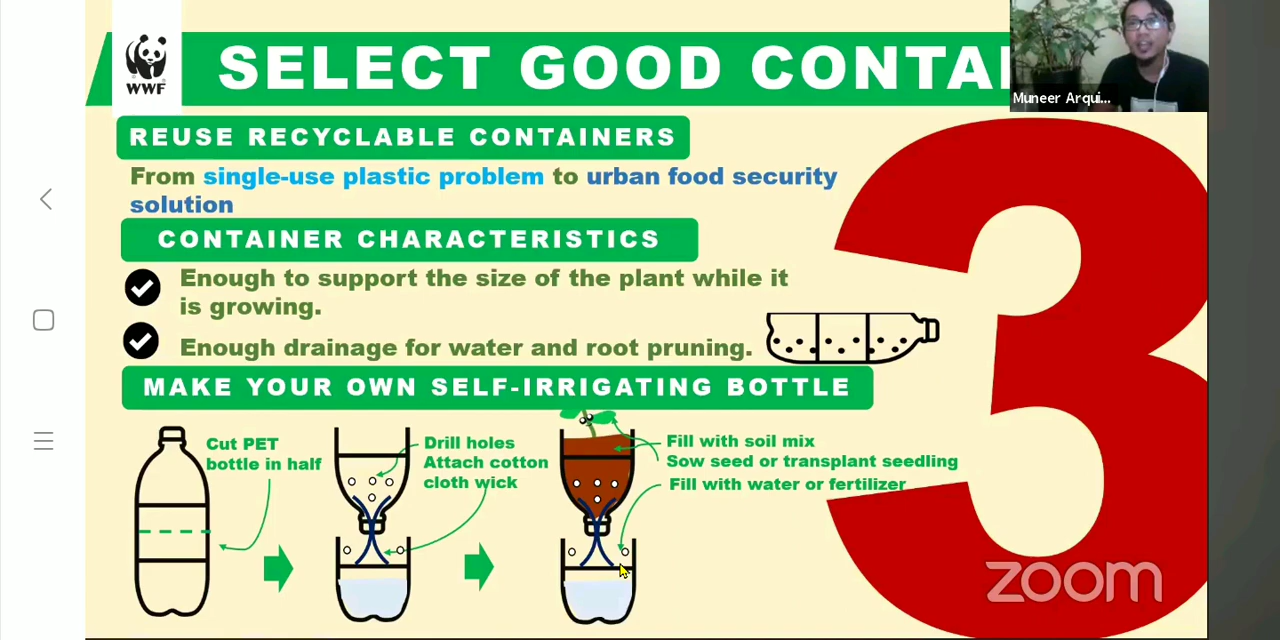 WWF
SELECT GOOD CONTAI
Muneer Arqui...
REUSE RECYCLABLE CONTAINERS
From single-use plastic problem to urban food security
solution
CONTAINER CHARACTERISTICS
Enough to support the size of the plant while it
is growing.
Enough drainage for water and root pruning.
3
MAKE YOUR OWN SELF-IRRIGATING BOTTLE
Cut PET
bottle in half
Drill holes
Attach cotton
cloth wick
Fill with soil mix
Sow seed or transplant seedling
Fill with water or fertilizer
zoom